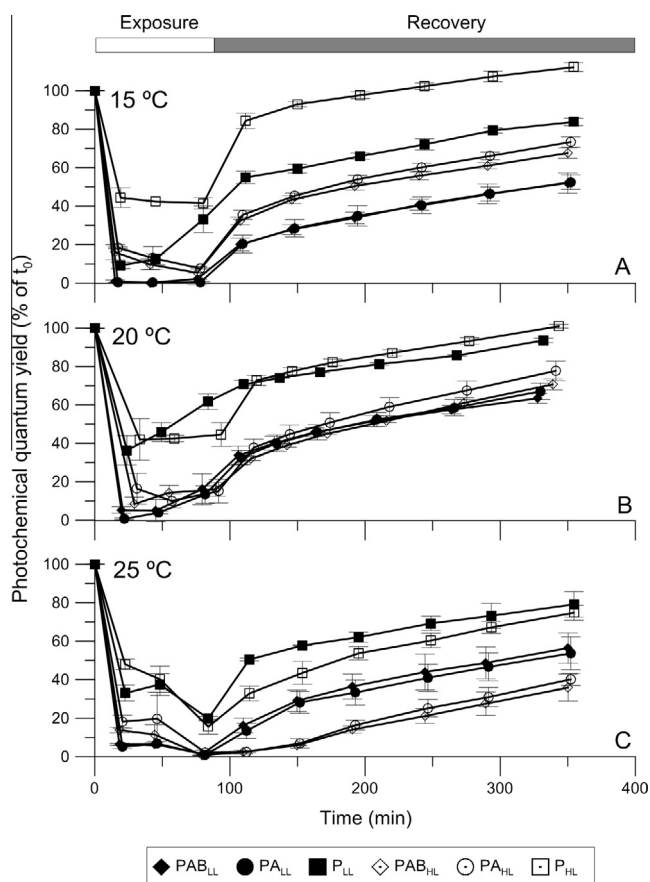 Exposure Recovery
Photochemical quantum yield (% of t0)
100
80
60
40
20
0
15 ºC
A
100
80
60
40
20
0
20 ºC
B
100
80
60
40
20
0
25 ºC
C
0 100 200 300 400
Time (min)
PABLL PALL PLL PABHL PAHL PHL